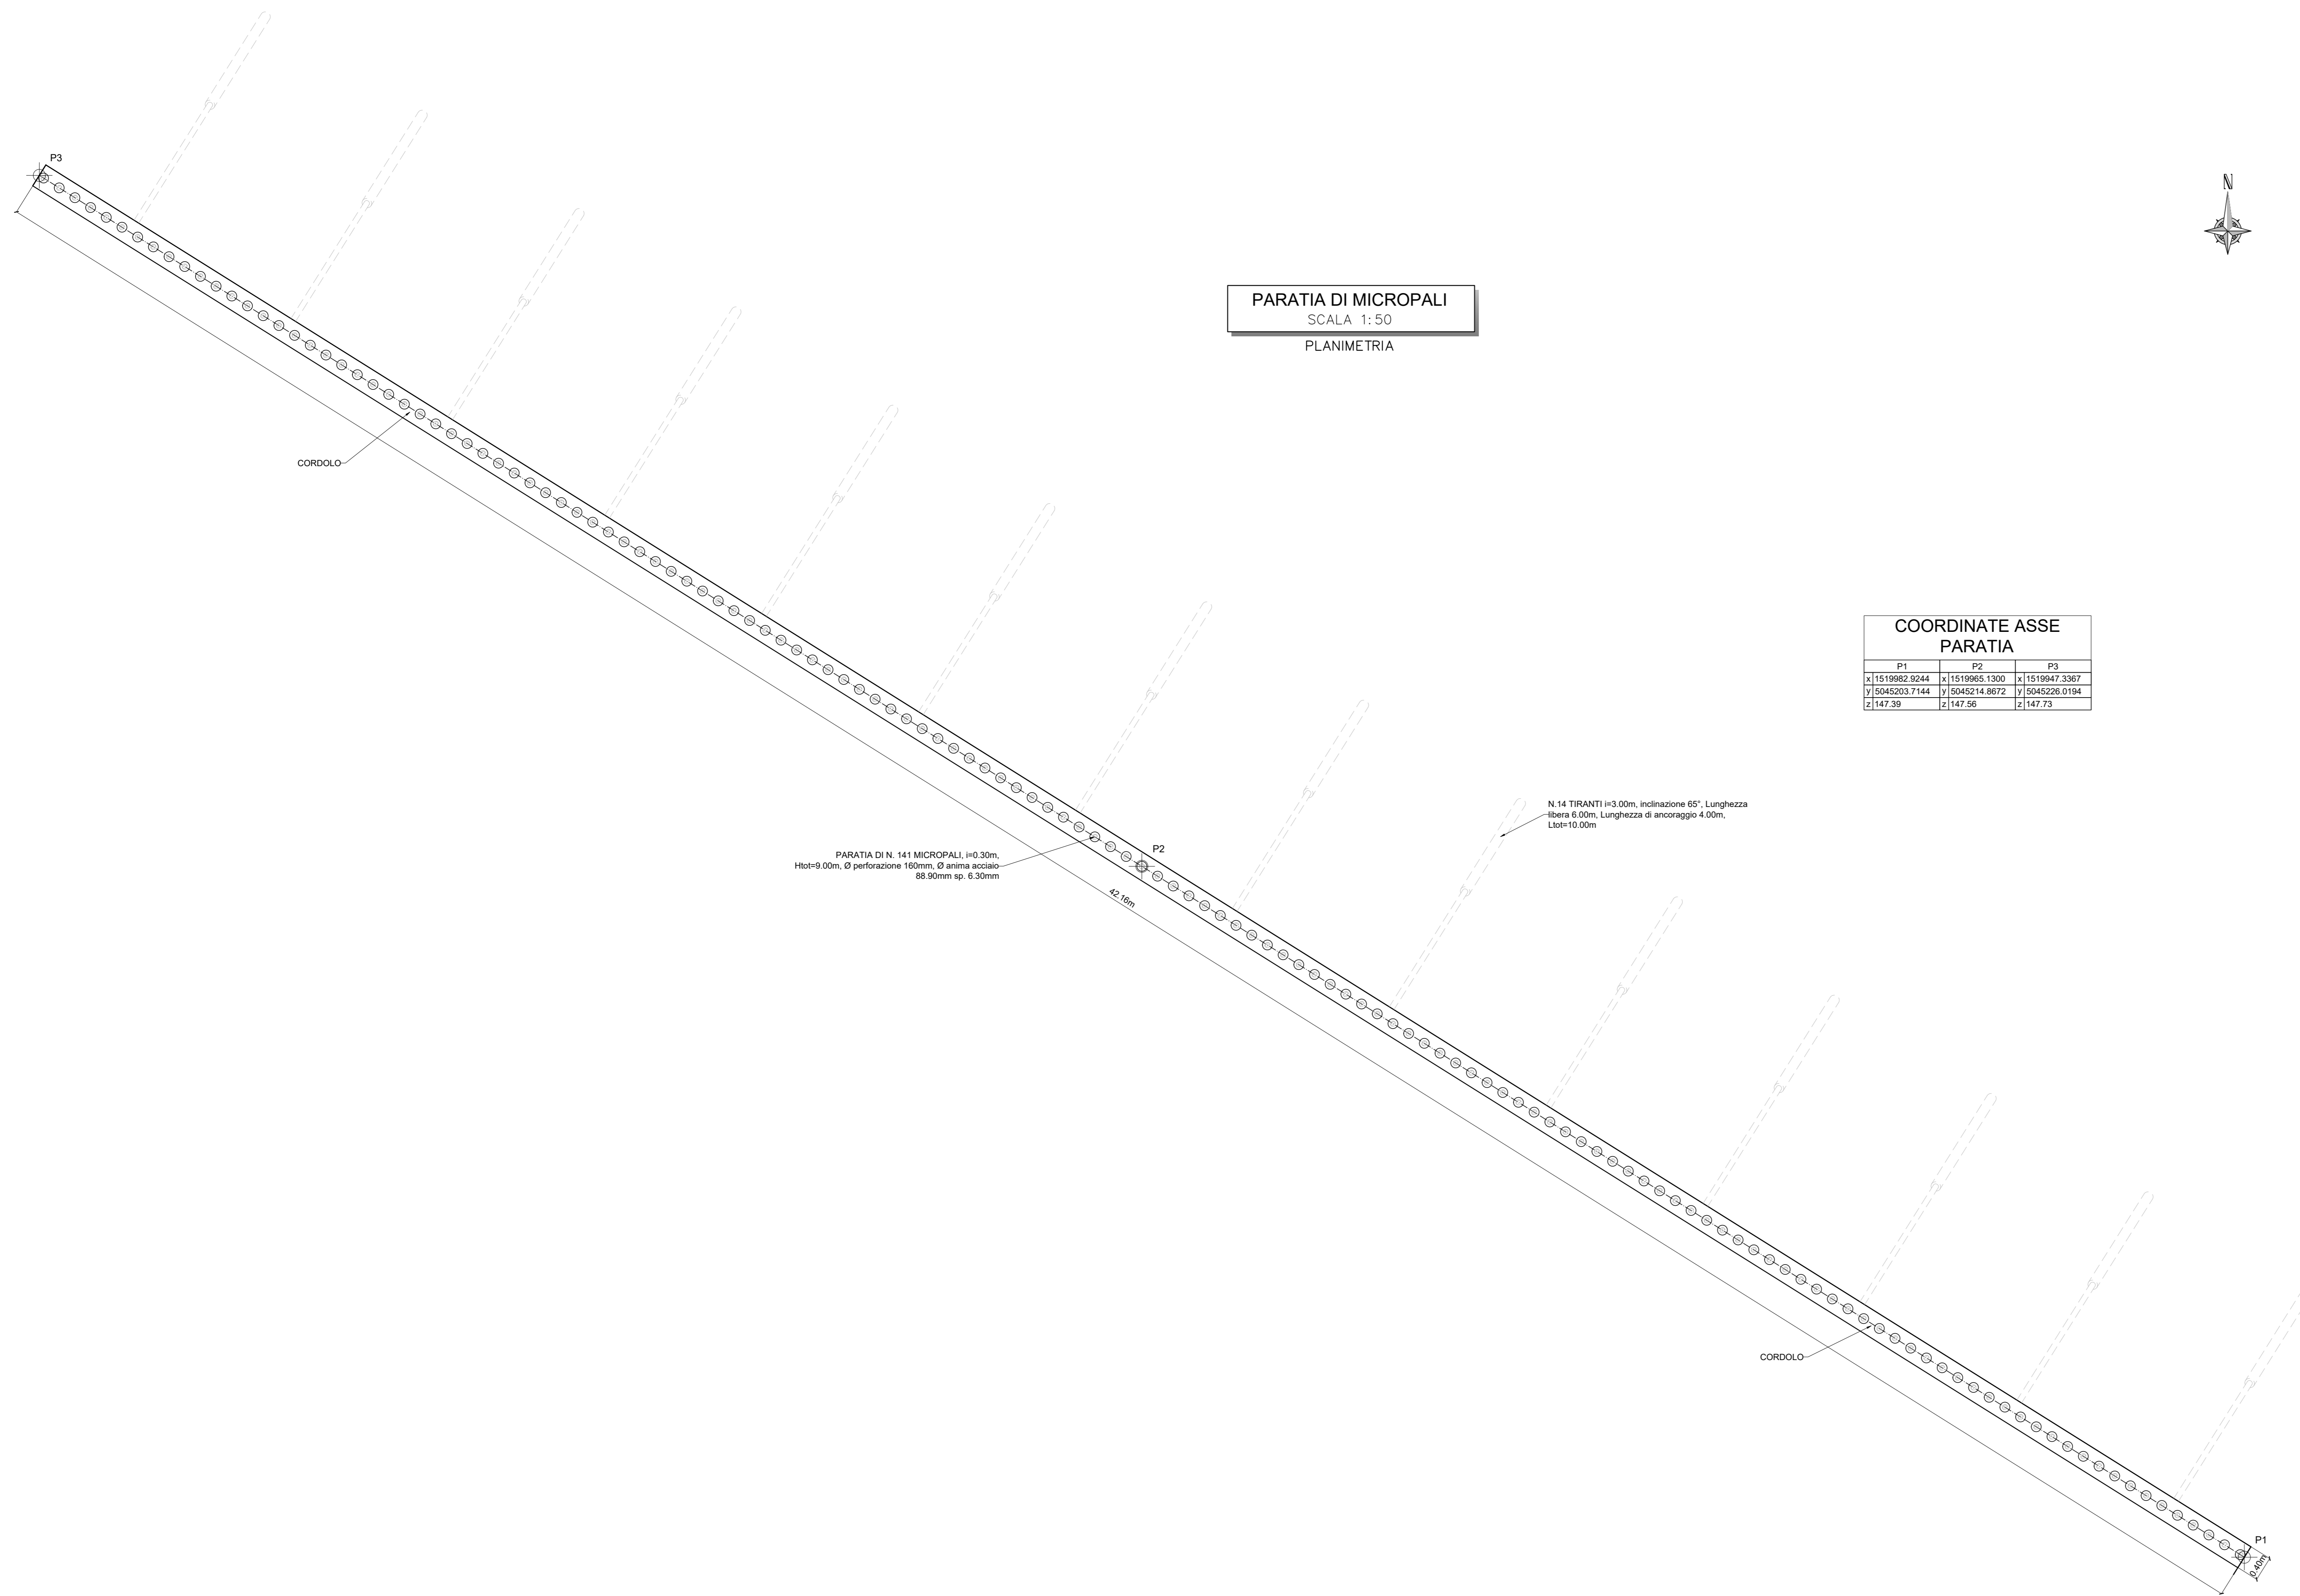 P3
N
PARATIA DI MICROPALI
SCALA 1:50
PLANIMETRIA
CORDOLO
COORDINATE ASSE
PARATIA
P1 P2 P3
x 1519982.9244 x 1519965.1300 x 1519947.3367
y 5045203.7144 y 5045214.8672 y 5045226.0194
z 147.39 z 147.56 z 147.73
N.14 TIRANTI i=3.00m, inclinazione 65°, Lunghezza
libera 6.00m, Lunghezza di ancoraggio 4.00m,
Ltot=10.00m
PARATIA DI N. 141 MICROPALI, i=0.30m,
Htot=9.00m, Ø perforazione 160mm, Ø anima acciaio
88.90mm sp. 6.30mm
P2
42.16m
CORDOLO
P1
0.40m